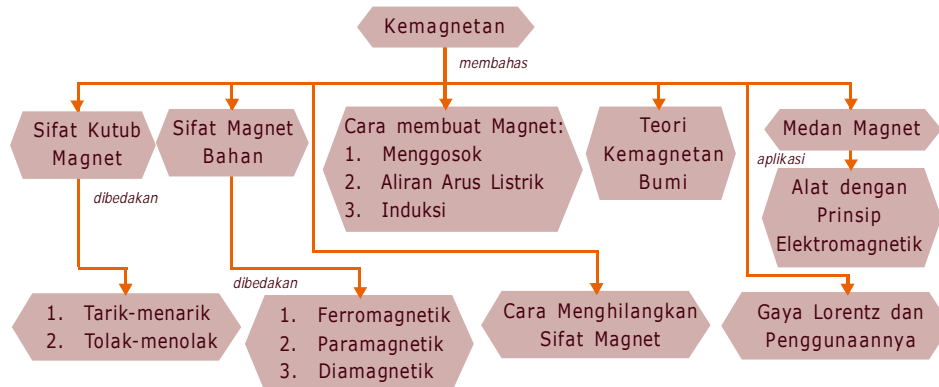 Kemagnetan
membahas
Sifat Kutub
Magnet
Sifat Magnet
Bahan
Cara membuat Magnet:
1. Menggosok
2. Aliran Arus Listrik
3. Induksi
Teori
Kemagnetan
Bumi
Medan Magnet
aplikasi
Alat dengan
Prinsip
Elektromagnetik
dibedakan
dibedakan
1. Tarik-menarik
2. Tolak-menolak
1. Ferromagnetik
2. Paramagnetik
3. Diamagnetik
Cara Menghilangkan
Sifat Magnet
Gaya Lorentz dan
Penggunaannya